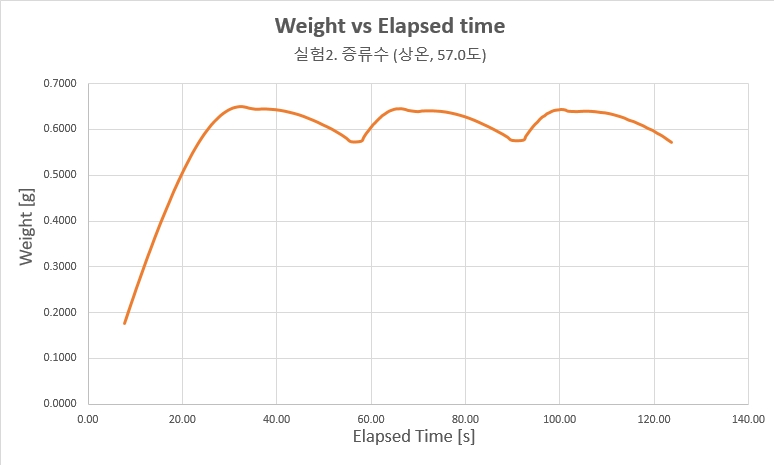 Weight vs Elapsed time
실험2. 증류수 (상온, 57.0도)
0.7000
0.6000
0.5000
0.4000
0.3000
0.2000
0.1000
0.0000
Weight [g]
0.00 20.00 40.00 60.00 80.00 100.00 120.00 140.00
Elapsed Time [s]